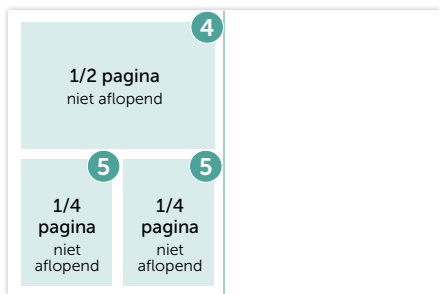 4
1/2 pagina
niet aflopend
5
1/4
pagina
niet
aflopend
5
1/4
pagina
niet
aflopend